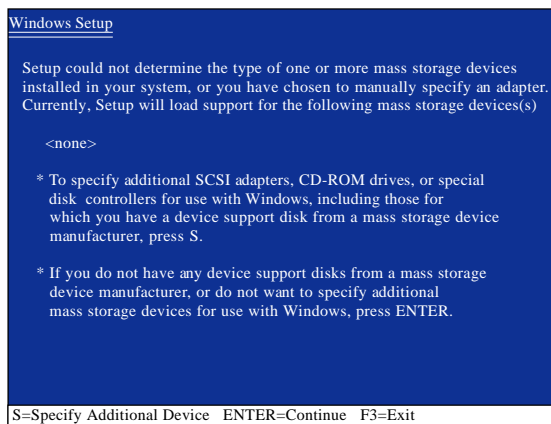 Windows Setup
Setup could not determine the type of one or more mass storage devices
installed in your system, or you have chosen to manually specify an adapter.
Currently, Setup will load support for the following mass storage devices(s)
<none>
* To specify additional SCSI adapters, CD-ROM drives, or special
disk controllers for use with Windows, including those for
which you have a device support disk from a mass storage device
manufacturer, press S.
* If you do not have any device support disks from a mass storage
device manufacturer, or do not want to specify additional
mass storage devices for use with Windows, press ENTER.
S=Specify Additional Device ENTER=Continue F3=Exit